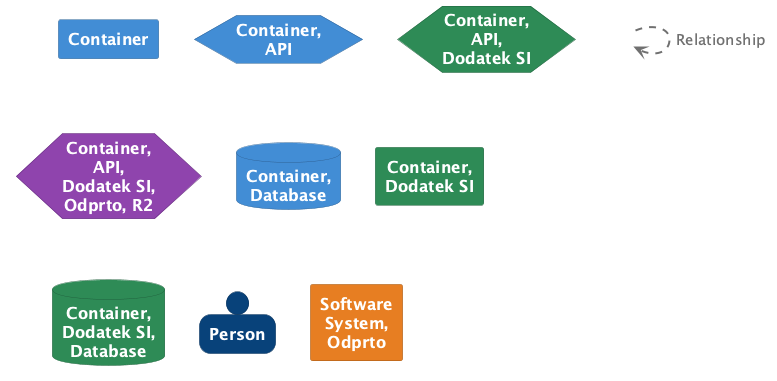 Container
Container,
API
Container,
API,
Dodatek SI
Relationship
Container,
API,
Dodatek SI,
Odprto, R2
Container,
Database
Container,
Dodatek SI
Container,
Dodatek SI,
Database
Person
Software
System,
Odprto